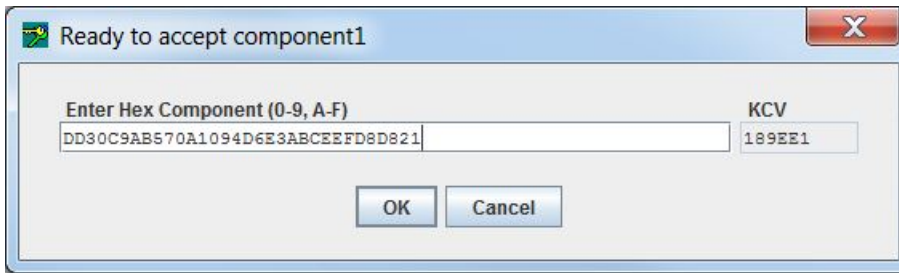 Ready to accept component1
X
Enter Hex Component (0-9, A-F) KCV
DD30C9AB570A1094D6E3ABCEEFD8D821 189EE1
OK Cancel